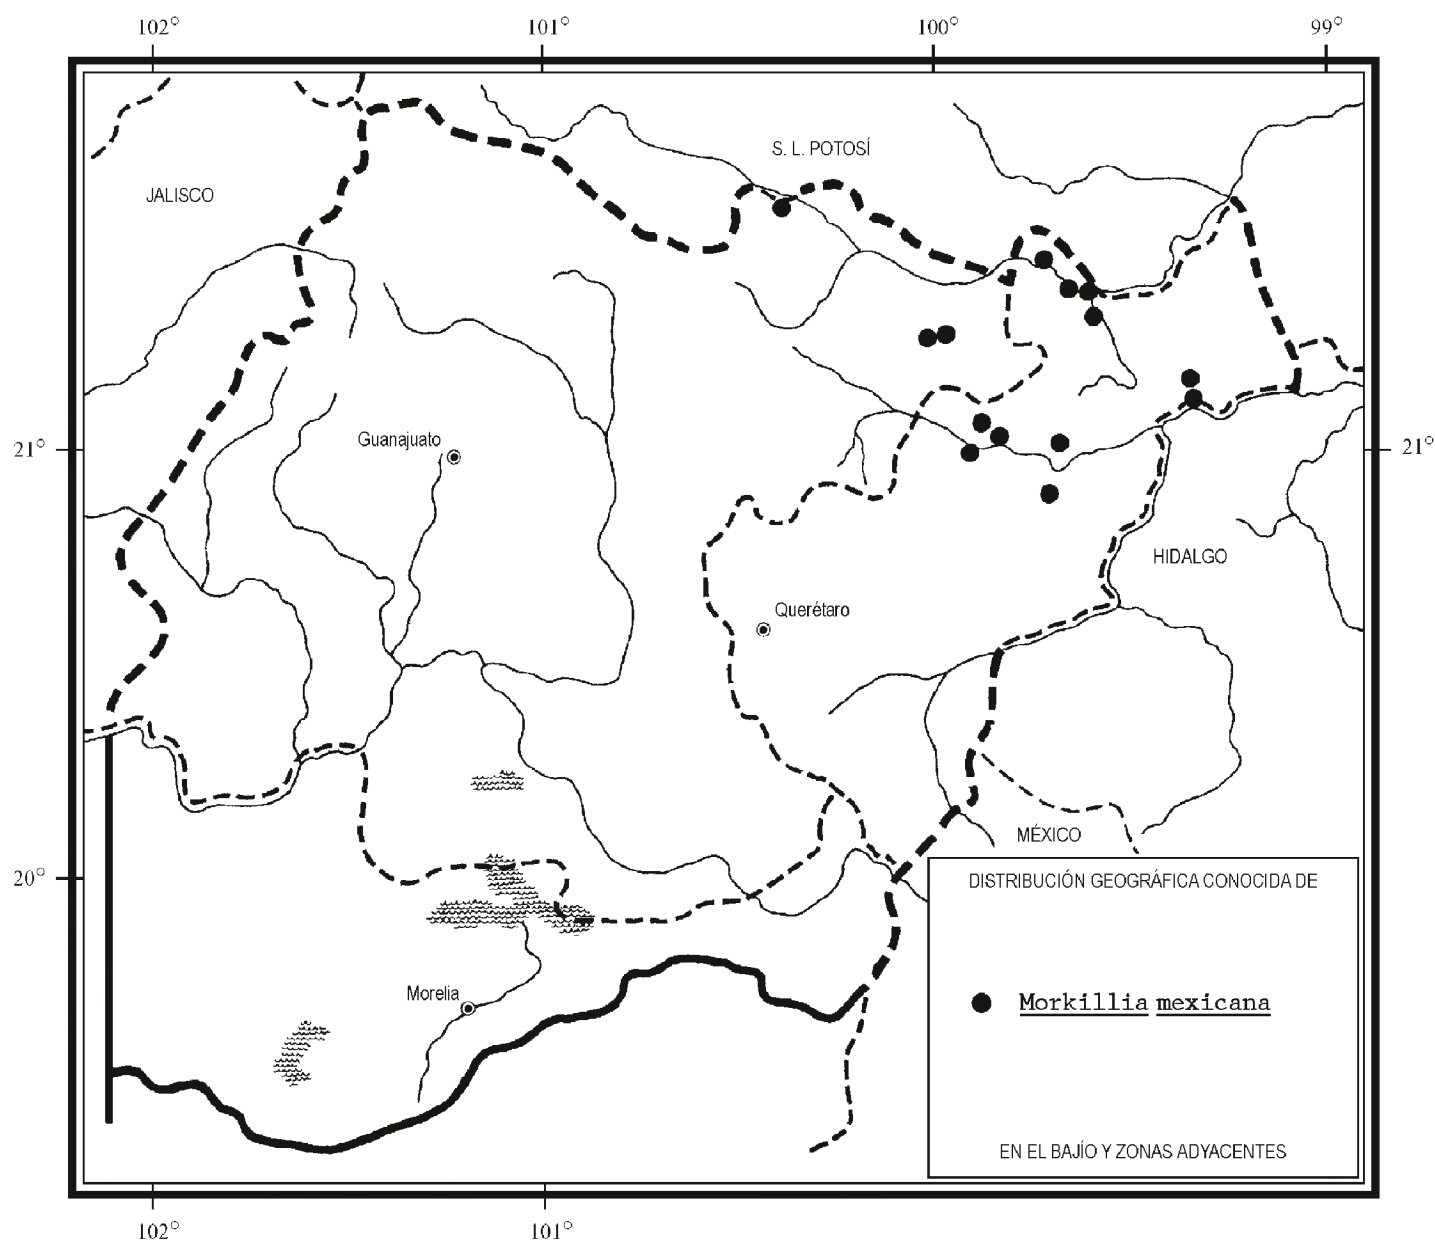 102° 101° 100° 99°
S. L. POTOSÍ
JALISCO
Guanajuato
21° 21°
HIDALGO
Querétaro
MÉXICO
20°
DISTRIBUCIÓN GEOGRÁFICA CONOCIDA DE
Morelia
Morkillia mexicana
EN EL BAJÍO Y ZONAS ADYACENTES
102° 101°